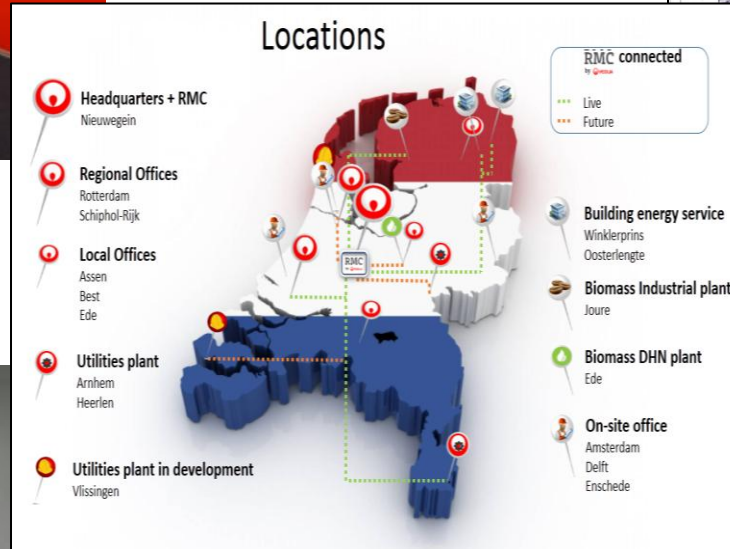 Locations
Headquarters + RMC
Nieuwegein
Regional Offices
Rotterdam
Schiphol-Rijk
Local Offices
Assen
Best
Ede
Utilities plant
Arnhem
Heerlen
Utilities plant in development
Vlissingen
RMC
RMC connected
Live
Future
Building energy service
Winklerprins
Oosterlengte
Biomass Industrial plant
Joure
Biomass DHN plant
Ede
On-site office
Amsterdam
Delft
Enschede